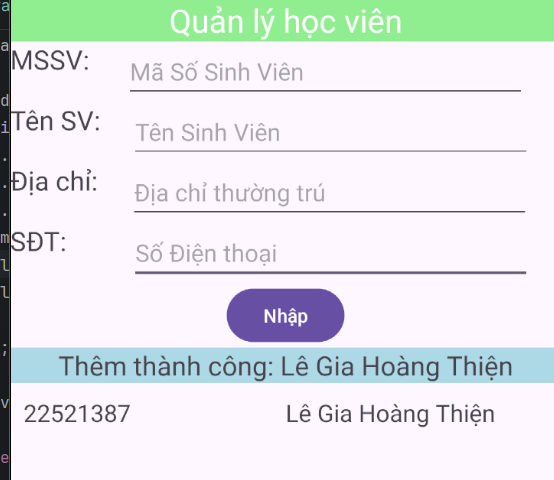 Quản lý học viên
MSSV: Mã Số Sinh Viên
Tên SV: Tên Sinh Viên
Địa chỉ: Địa chỉ thường trú
SĐT: Số Điện thoại
Nhập
Thêm thành công: Lê Gia Hoàng Thiện
22521387 Lê Gia Hoàng Thiện